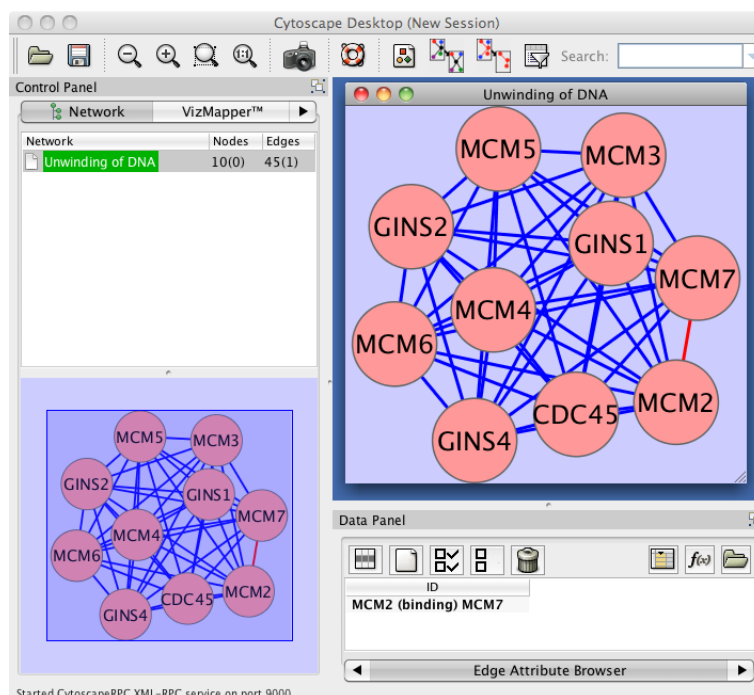 Cytoscape Desktop (New Session)
1:1
Search:
Control Panel
Network VizMapper™
Network Nodes Edges
Unwinding of DNA 10(0) 45(1)
Unwinding of DNA
MCM5
MCM3
GINS2
GINS1
MCM7
MCM4
MCM6
MCM2
CDC45
GINS4
MCM5
MCM3
GINS2
GINS1
MCM7
MCM4
MCM6
MCM2
CDC45
GINS4
Data Panel
f(x)
ID
MCM2 (binding) MCM7
Edge Attribute Browser
Started CytoscapeRPC XML-RPC service on port 9000